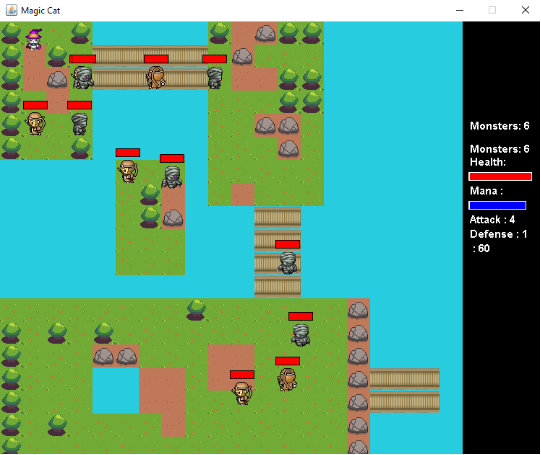 Magic Cat
Monsters: 6
Monsters: 6
Health:
Mana :
Attack : 4
Defense : 1
: 60